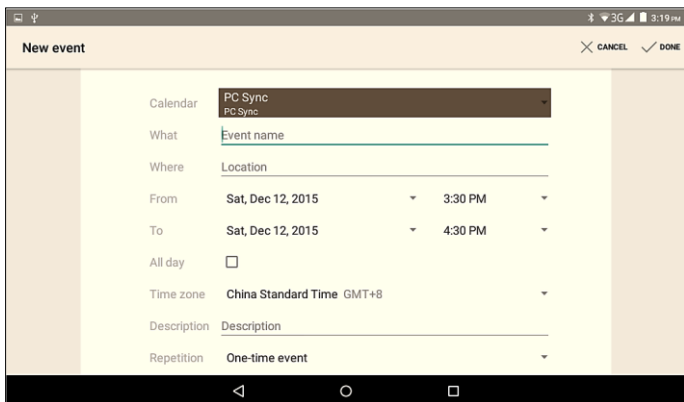 3G 3:19 PM
New event CANCEL DONE
Calendar PC Sync
PC Sync
What Event name
Where Location
From Sat, Dec 12, 2015 3:30 PM
To Sat, Dec 12, 2015 4:30 PM
All day
Time zone China Standard Time GMT+8
Description Description
Repetition One-time event